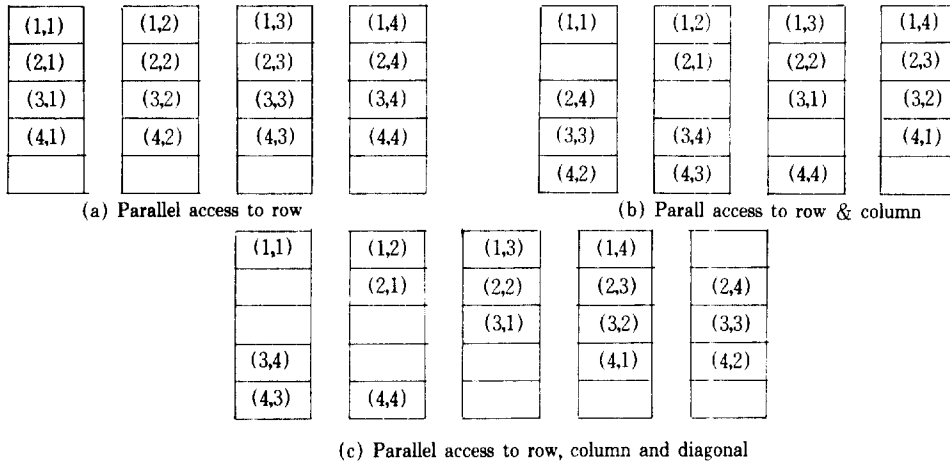 (1,1) (1,2) (1,3) (1,4) (1,1) (1,2) (1,3) (1,4)
(2,1) (2,2) (2,3) (2,4) (2,1) (2,2) (2,3)
(3,1) (3,2) (3,3) (3,4) (2,4) (3,1) (3,2)
(4,1) (4,2) (4,3) (4,4) (3,3) (3,4) (4,1)
(4,2) (4,3) (4,4)
(a) Parallel access to row (b) Parall access to row & column
(1,1) (1,2) (1,3) (1,4)
(2,1) (2,2) (2,3) (2,4)
(3,1) (3,2) (3,3)
(3,4) (4,1) (4,2)
(4,3) (4,4)
(c) Parallel access to row, column and diagonal